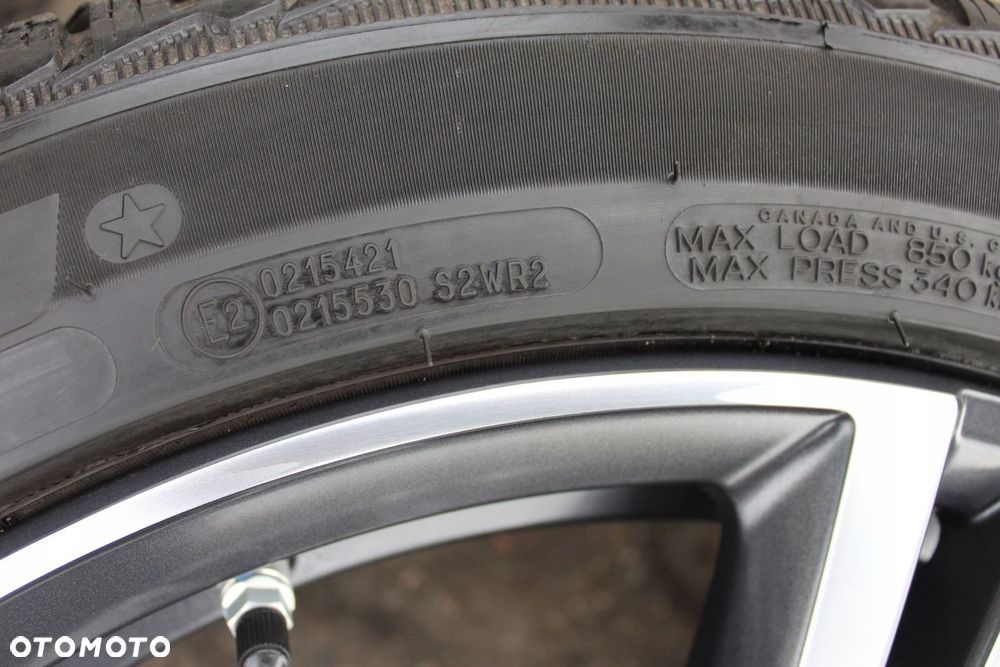 E2
0215421
0215530 S2WR2
CANADA AND U.S.
MAX LOAD 850
MAX PRESS 340
OTOMOTO